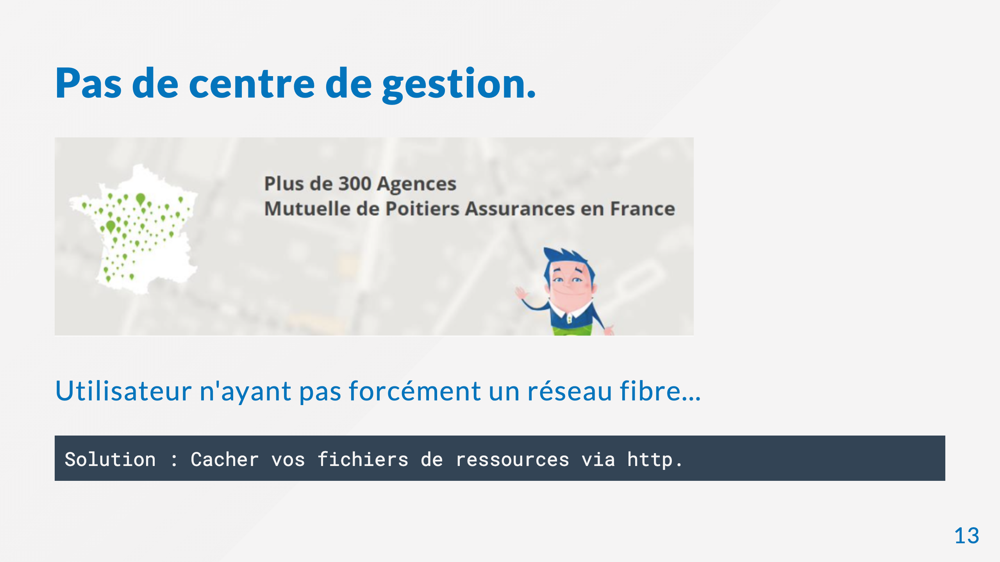 Pas de centre de gestion.
Plus de 300 Agences
Mutuelle de Poitiers Assurances en France
Utilisateur n'ayant pas forcément un réseau fibre...
Solution : Cacher vos fichiers de ressources via http.
13